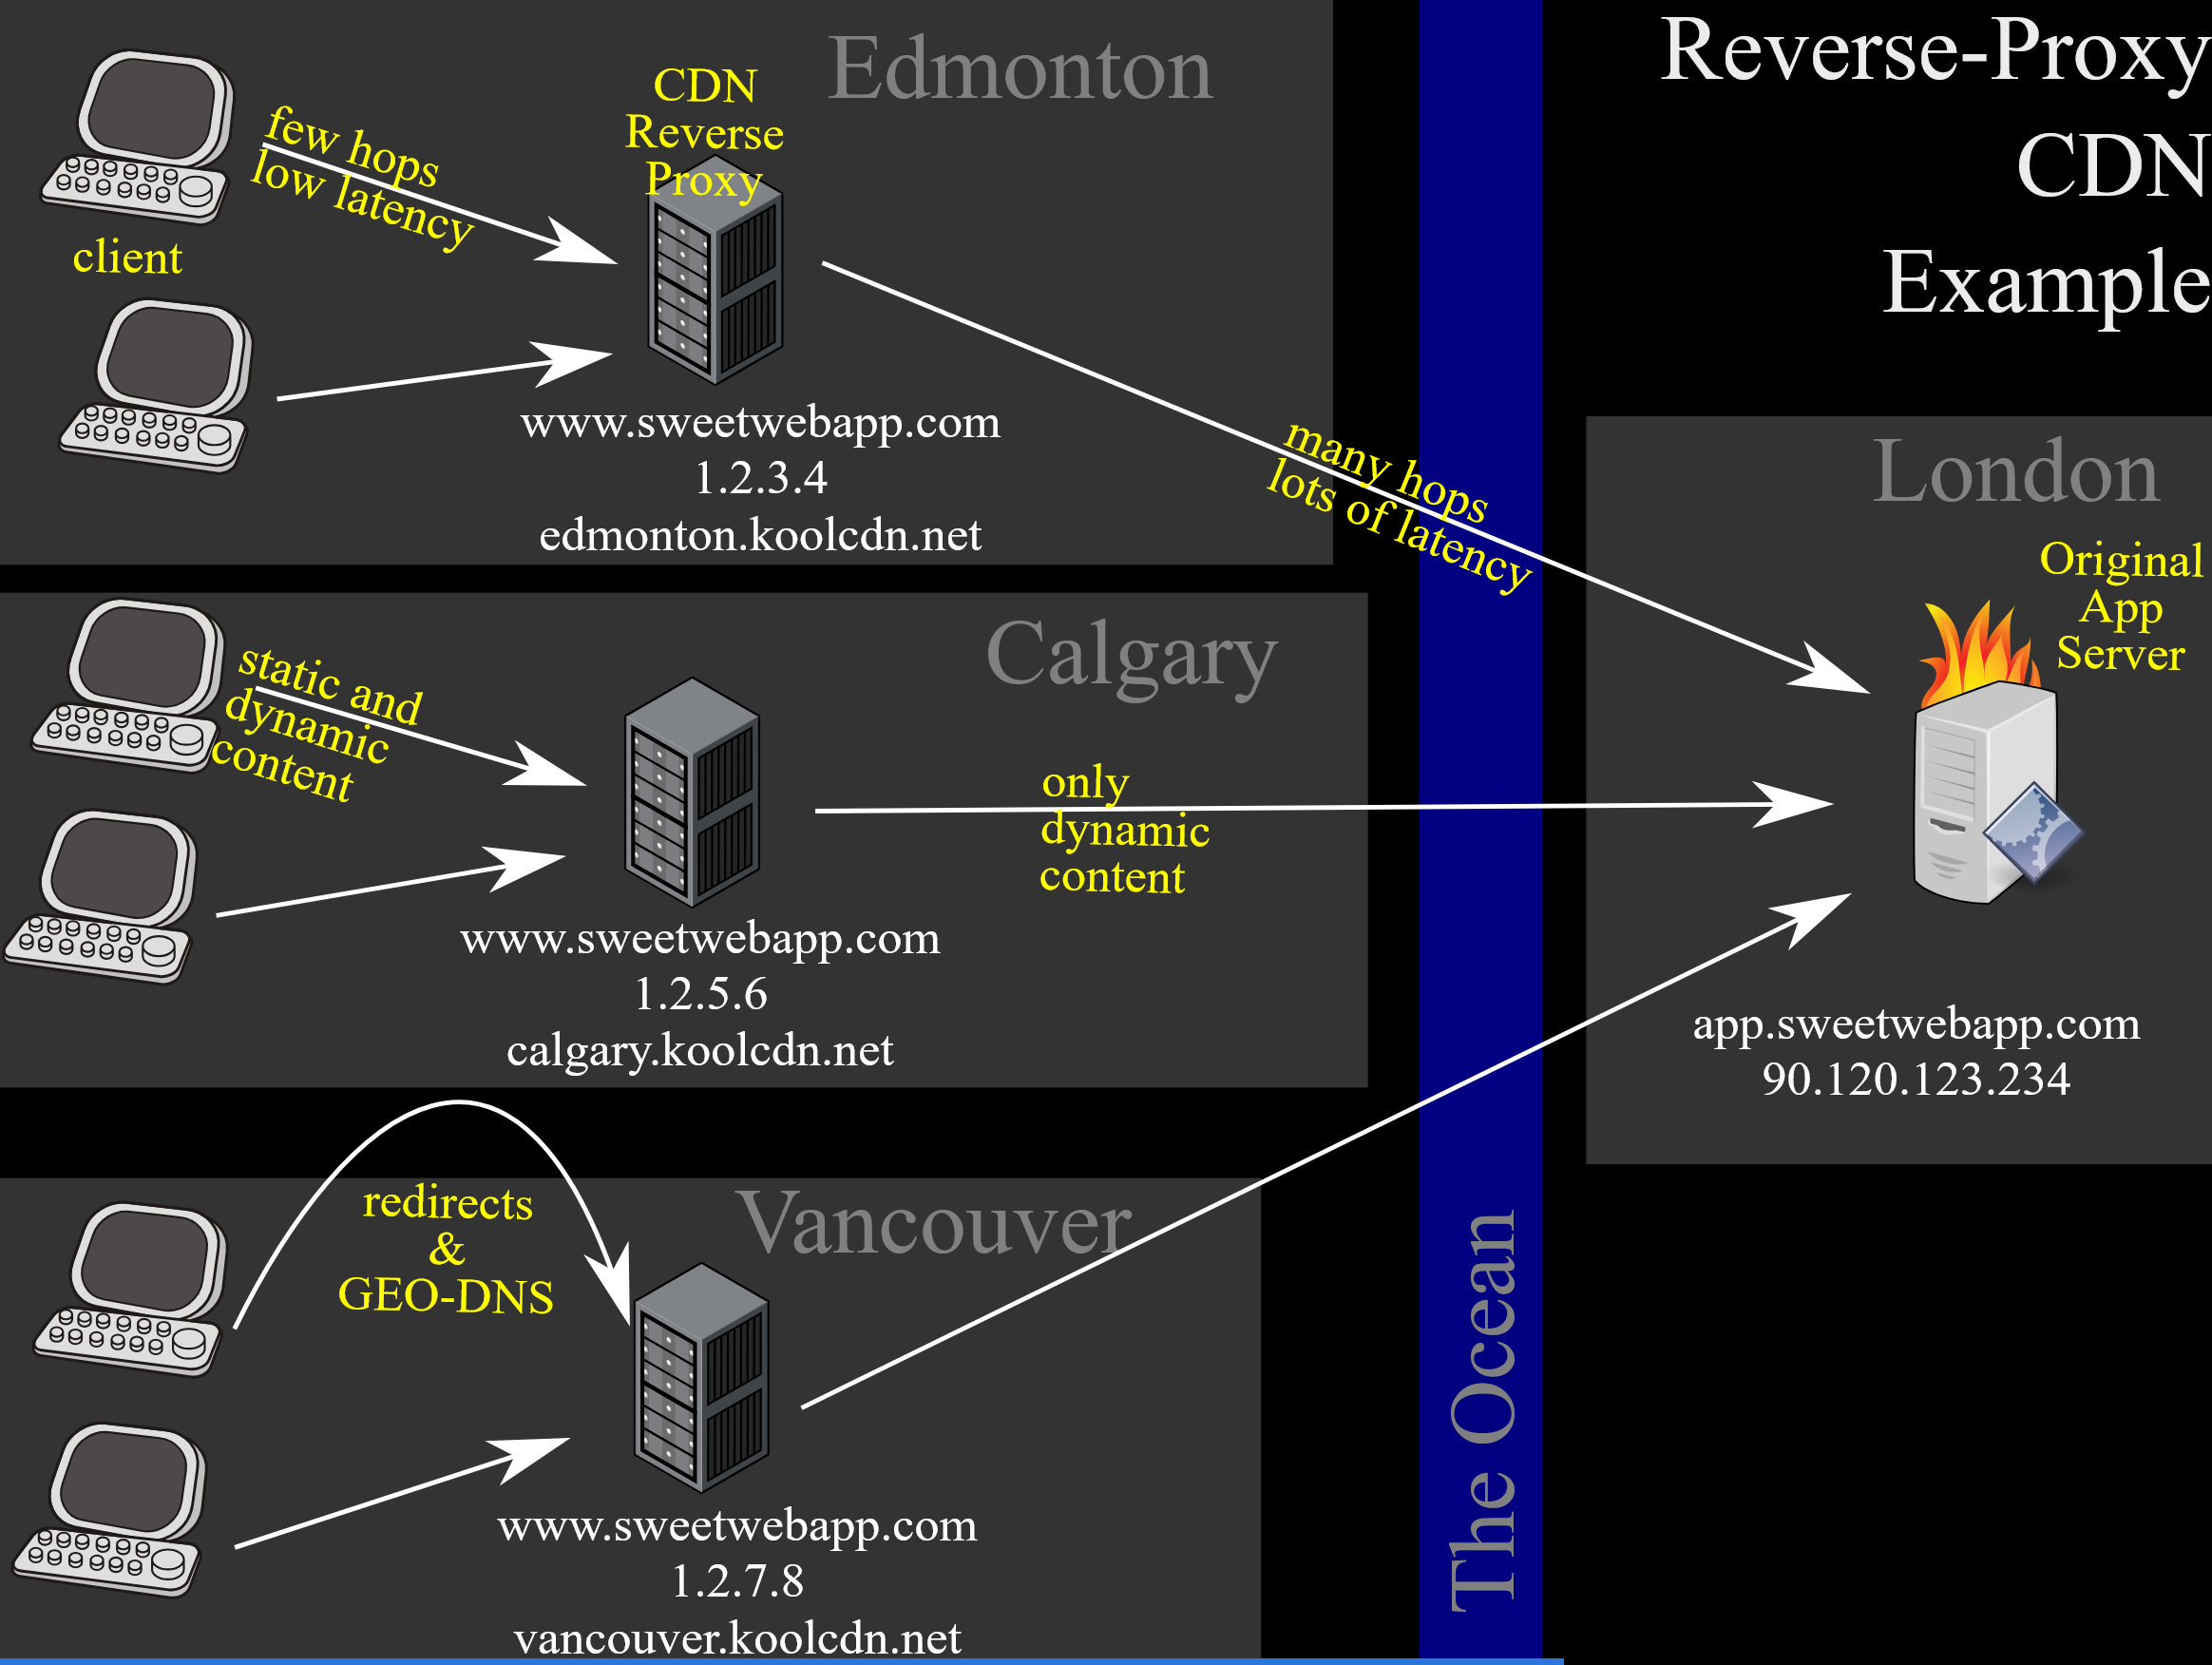 Reverse-Proxy
CDN
Example
Edmonton
CDN
Reverse
Proxy
few hops
low latency
client
www.sweetwebapp.com
1.2.3.4
edmonton.koolcdn.net
many hops
lots of latency
London
Original
App
Server
app.sweetwebapp.com
90.120.123.234
Calgary
static and
dynamic
content
only
dynamic
content
www.sweetwebapp.com
1.2.5.6
calgary.koolcdn.net
Vancouver
redirects
&
GEO-DNS
www.sweetwebapp.com
1.2.7.8
vancouver.koolcdn.net
The Ocean